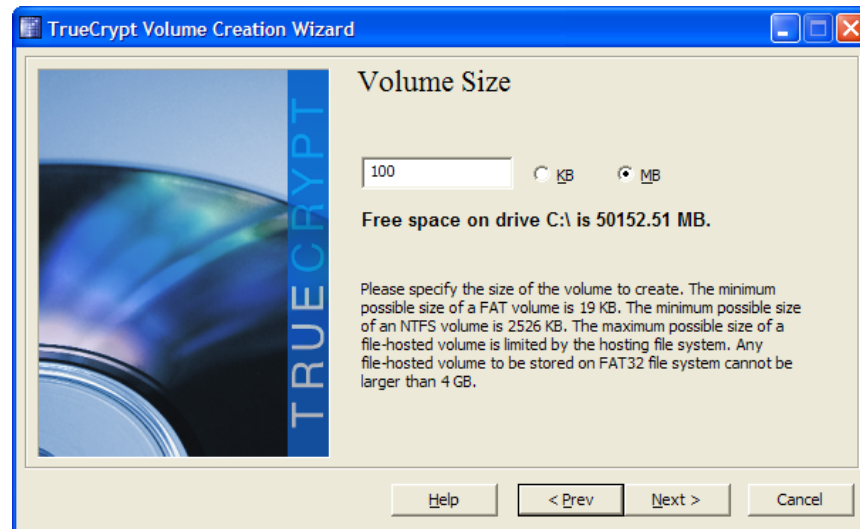 TrueCrypt Volume Creation Wizard
TRUECRYPT
Volume Size
100
KB
MB
Free space on drive C:\ is 50152.51 MB.
Please specify the size of the volume to create. The minimum
possible size of a FAT volume is 19 KB. The minimum possible size
of an NTFS volume is 2526 KB. The maximum possible size of a
file-hosted volume is limited by the hosting file system. Any
file-hosted volume to be stored on FAT32 file system cannot be
larger than 4 GB.
Help
< Prev
Next >
Cancel